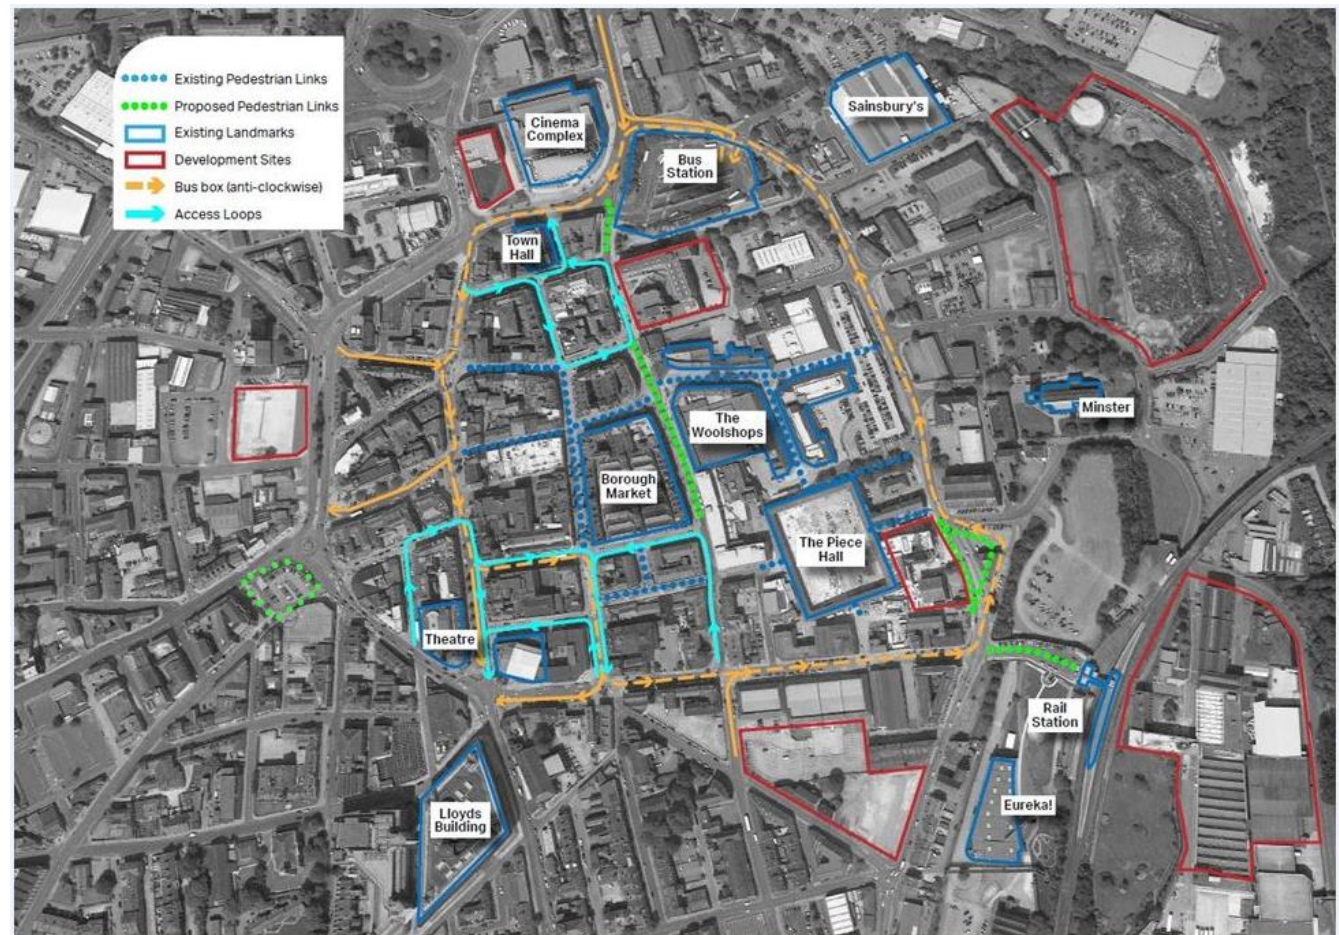 Existing Pedestrian Links
Proposed Pedestrian Links
Existing Landmarks
Development Sites
Bus box (anti-clockwise)
Access Loops
Cinema
Complex
Sainsbury's
Bus
Station
Town
Hall
Minster
The
Woolshops
Borough
Market
The Piece
Hall
Theatre
Rail
Station
Eureka!
Lloyds
Building